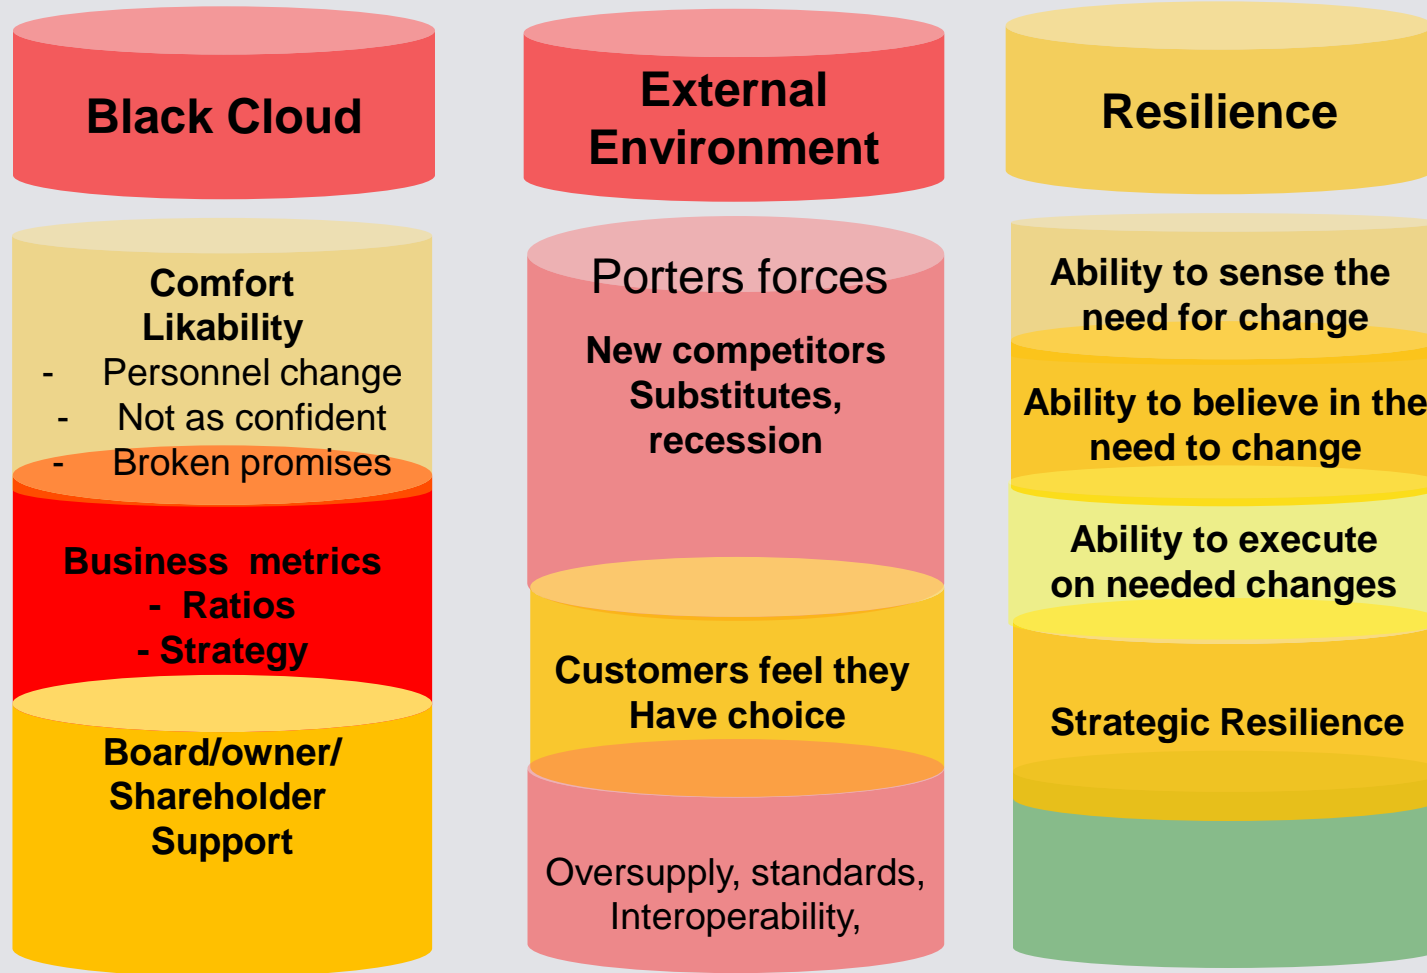 Black Cloud
Comfort
Likability
- Personnel change
- Not as confident
- Broken promises
Business metrics
- Ratios
- Strategy
Board/owner/
Shareholder
Support
External
Environment
Porters forces
New competitors
Substitutes,
recession
Customers feel they
Have choice
Oversupply, standards,
Interoperability,
Resilience
Ability to sense the
need for change
Ability to believe in the
need to change
Ability to execute
on needed changes
Strategic Resilience